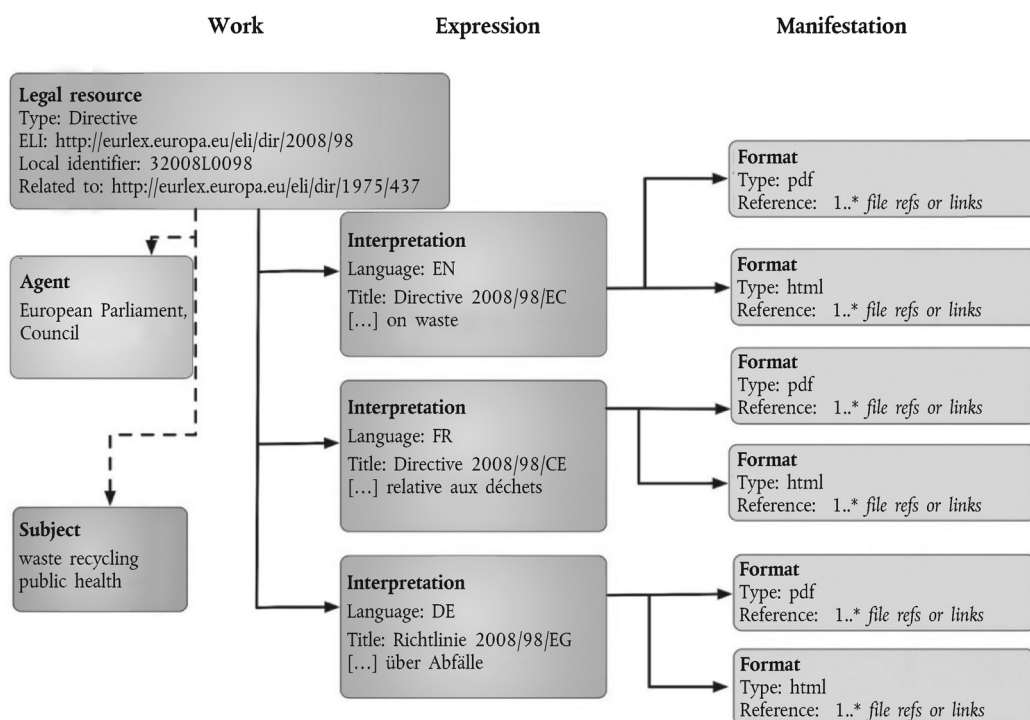 Work
Expression
Manifestation
Legal resource
Type: Directive
ELI: http://eurlex.europa.eu/eli/dir/2008/98
Local identifier: 32008L0098
Related to: http://eurlex.europa.eu/eli/dir/1975/437
Agent
European Parliament,
Council
Subject
waste recycling
public health
Interpretation
Language: EN
Title: Directive 2008/98/EC
[…] on waste
Interpretation
Language: FR
Title: Directive 2008/98/CE
[…] relative aux déchets
Interpretation
Language: DE
Title: Richtlinie 2008/98/EG
[…] über Abfälle
Format
Type: pdf
Reference: 1..* file refs or links
Format
Type: html
Reference: 1..* file refs or links
Format
Type: pdf
Reference: 1..* file refs or links
Format
Type: html
Reference: 1..* file refs or links
Format
Type: pdf
Reference: 1..* file refs or links
Format
Type: html
Reference: 1..* file refs or links